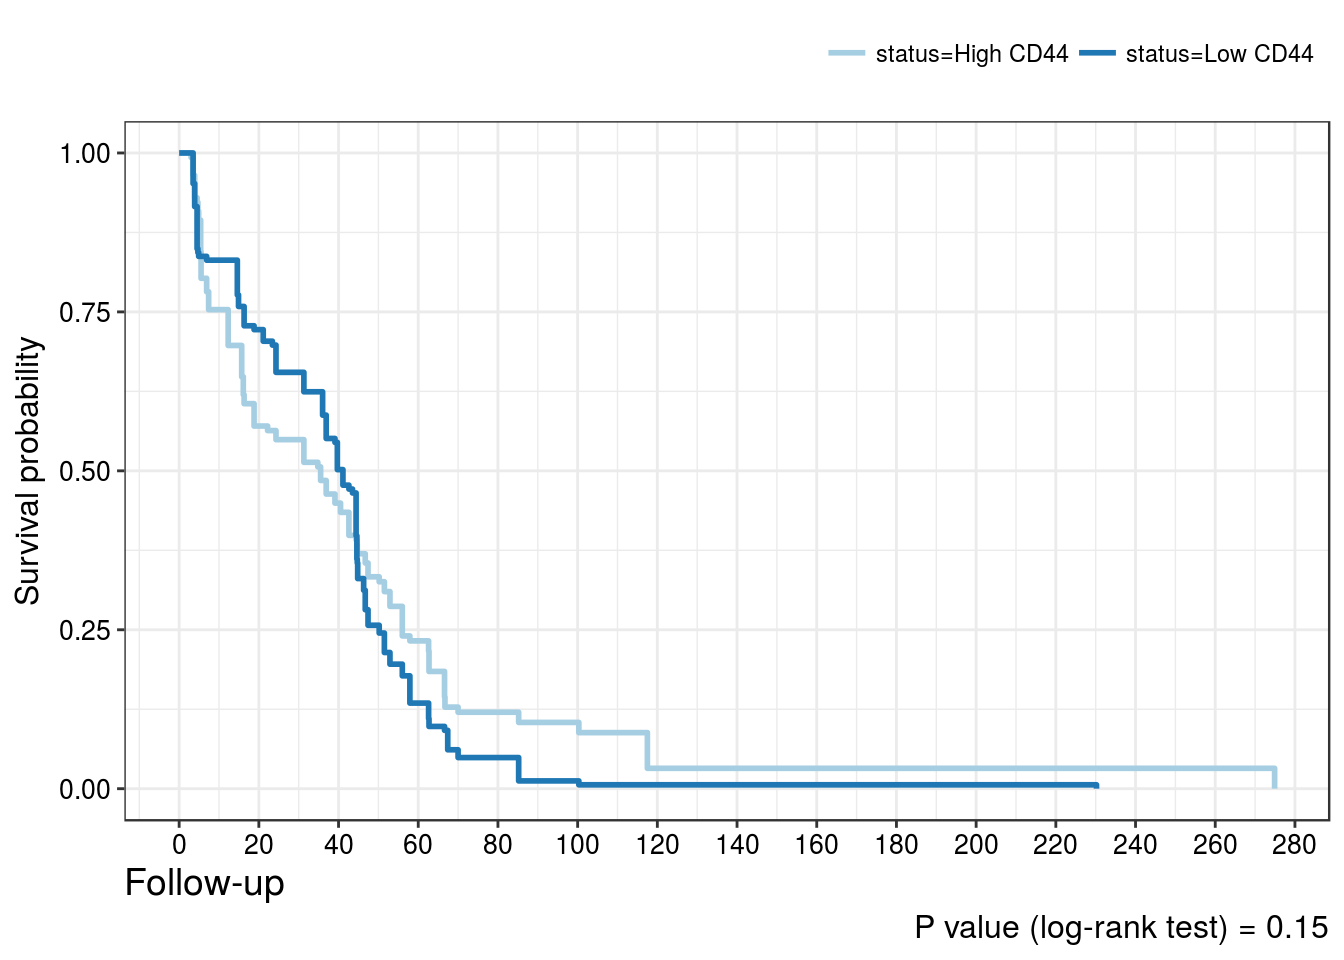 status=High CD44 status=Low CD44
1.00
0.75
0.50
0.25
0.00
Survival probability
0 20 40 60 80 100 120 140 160 180 200 220 240 260 280
Follow-up
P value (log-rank test) = 0.15